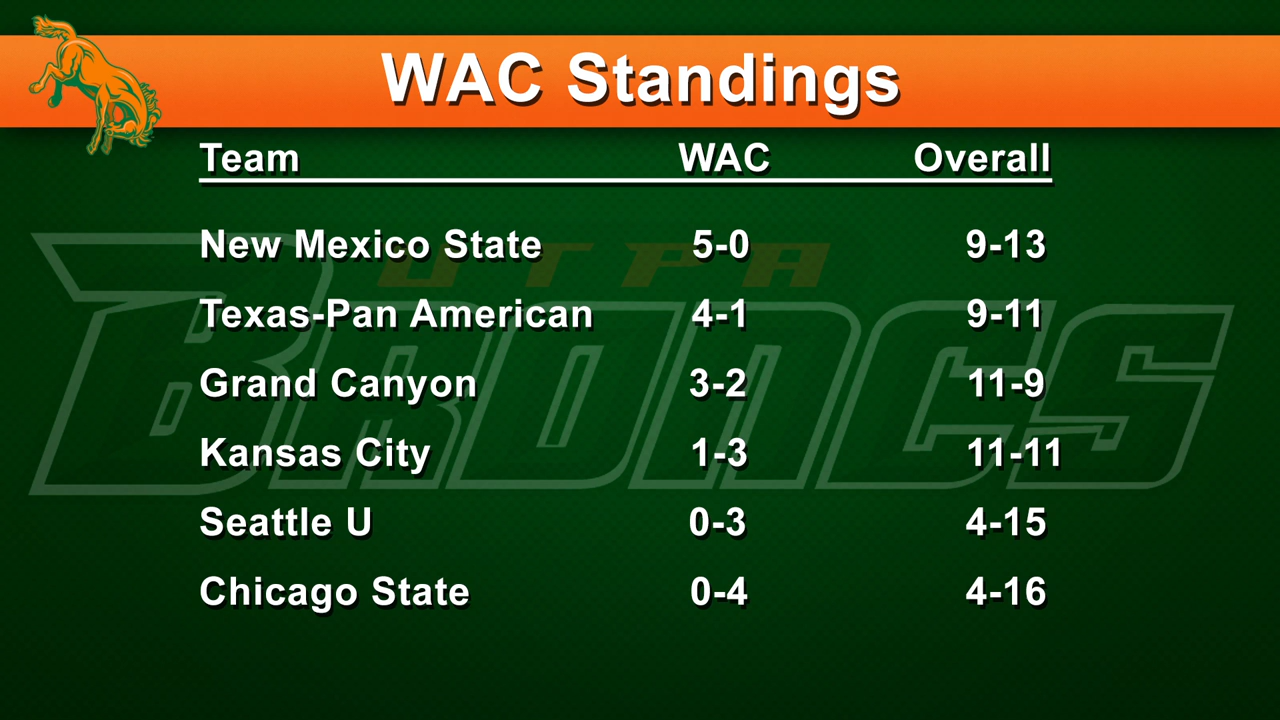 WAC Standings
Team WAC Overall
New Mexico State 5-0 9-13
UTPA
Texas-Pan American 4-1 9-11
BRONCS
Grand Canyon 3-2 11-9
Kansas City 1-3 11-11
Seattle U 0-3 4-15
Chicago State 0-4 4-16